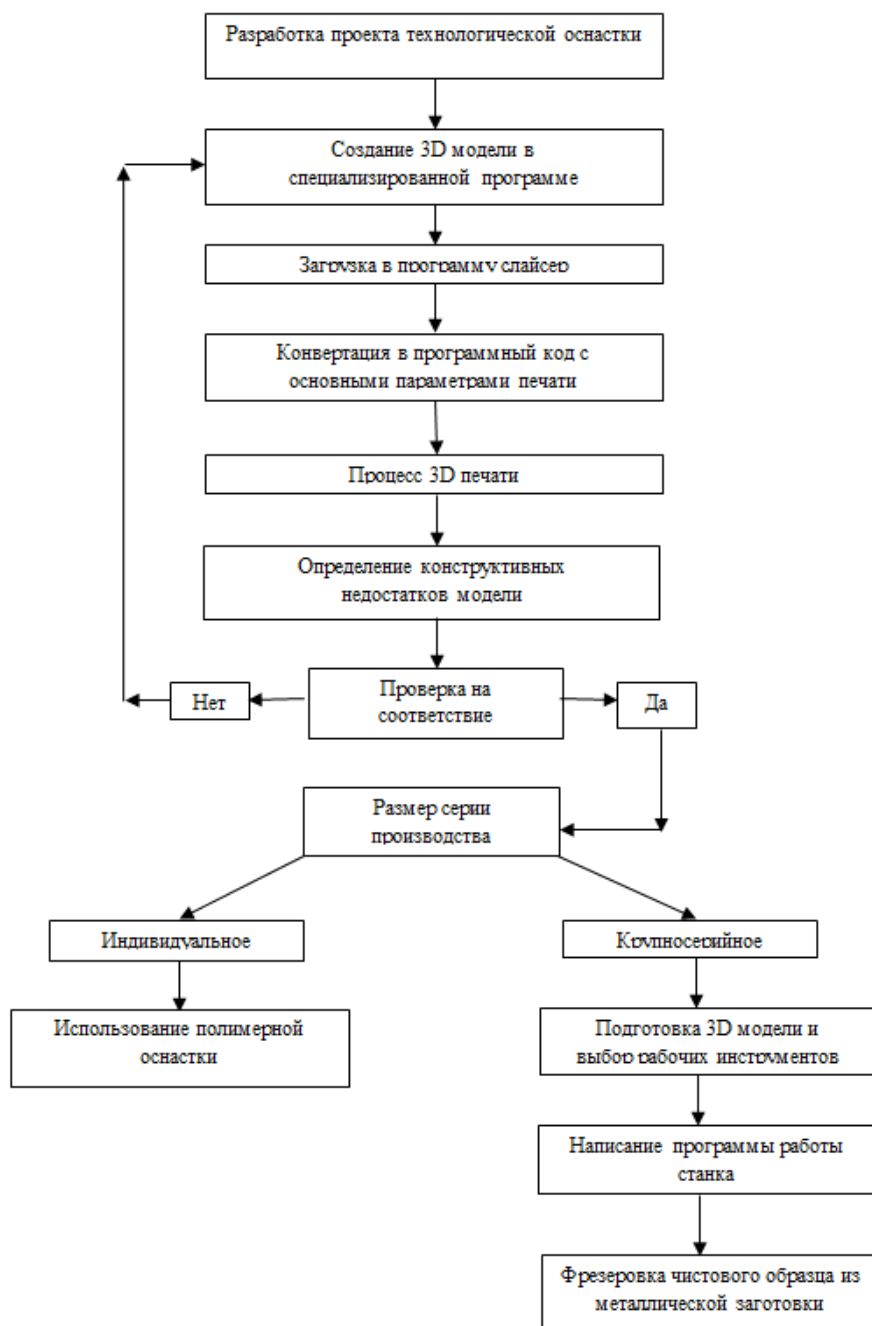 Разработка проекта технологической оснастки
Создание 3D модели в
специализированной программе
Загрузка в программу слайсер
Конвертация в программный код с
основными параметрами печати
Процесс 3D печати
Определение конструктивных
недостатков модели
Нет
Проверка на
соответствие
Да
Размер серии
производства
Индивидуальное
Крупносерийное
Использование полимерной
оснастки
Подготовка 3D модели и
выбор рабочих инструментов
Написание программы работы
станка
Фрезеровка чистового образца из
металлической заготовки